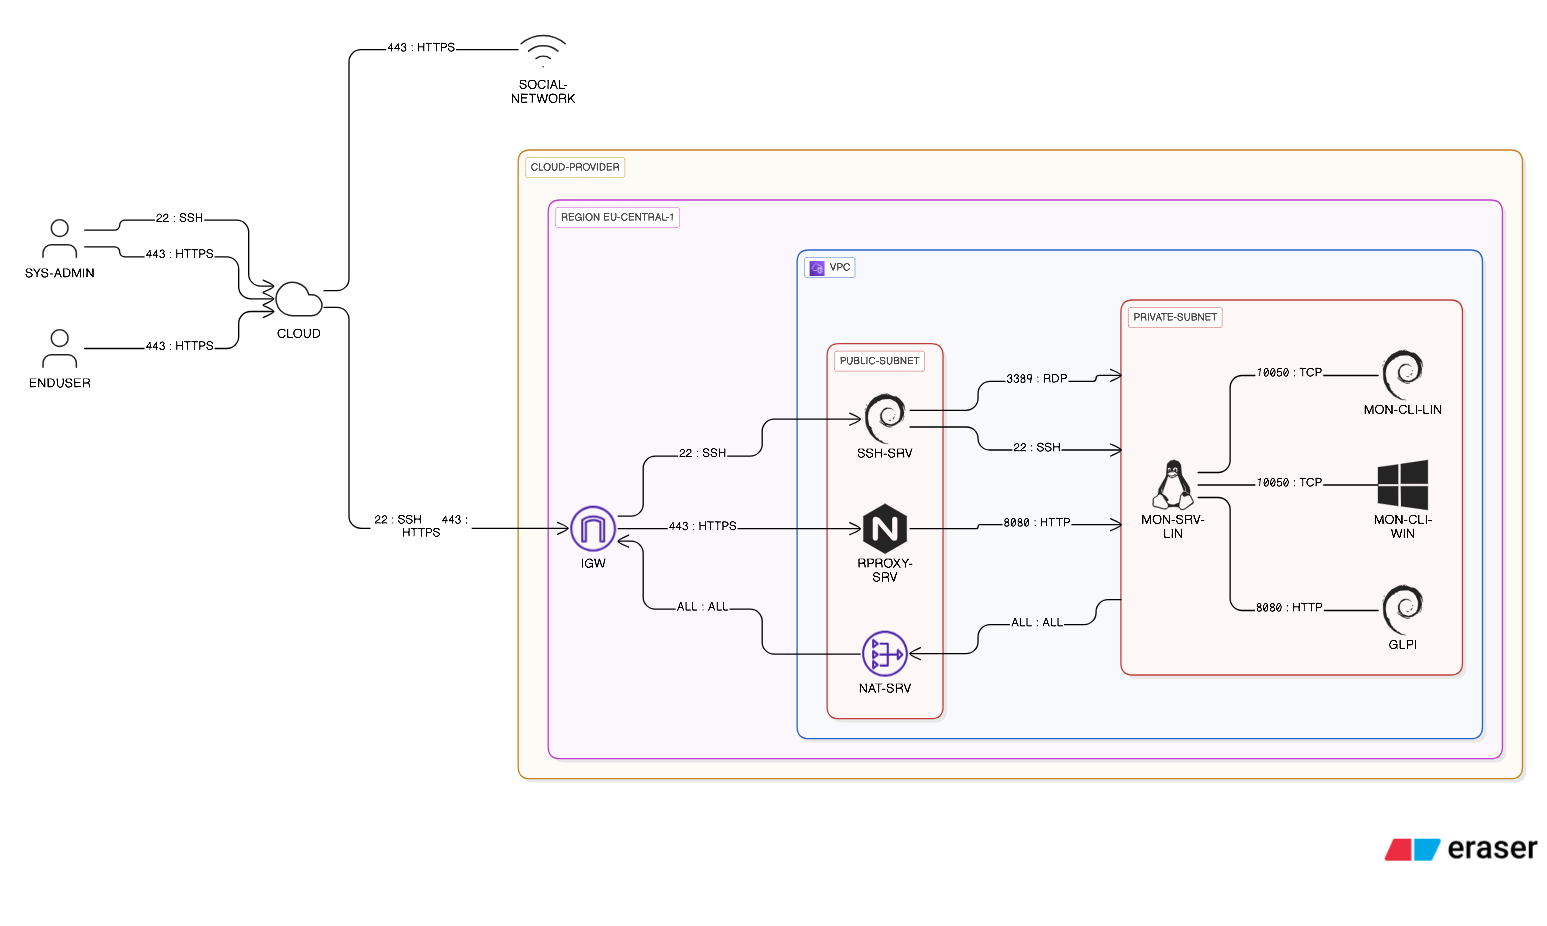 443 : HTTPS
SOCIAL-
NETWORK
CLOUD-PROVIDER
REGION EU-CENTRAL-1
22 : SSH
SYS-ADMIN
443 : HTTPS
CLOUD
ENDUSER
443 : HTTPS
VPC
PRIVATE-SUBNET
PUBLIC-SUBNET
3389 : RDP
10050 : TCP
MON-CLI-LIN
22 : SSH
SSH-SRV
22 : SSH
10050 : TCP
22 : SSH 443 :
HTTPS
IGW
443 : HTTPS
RPROXY-
SRV
8080 : HTTP
MON-SRV-
LIN
MON-CLI-
WIN
ALL : ALL
ALL : ALL
8080 : HTTP
GLPI
NAT-SRV
eraser